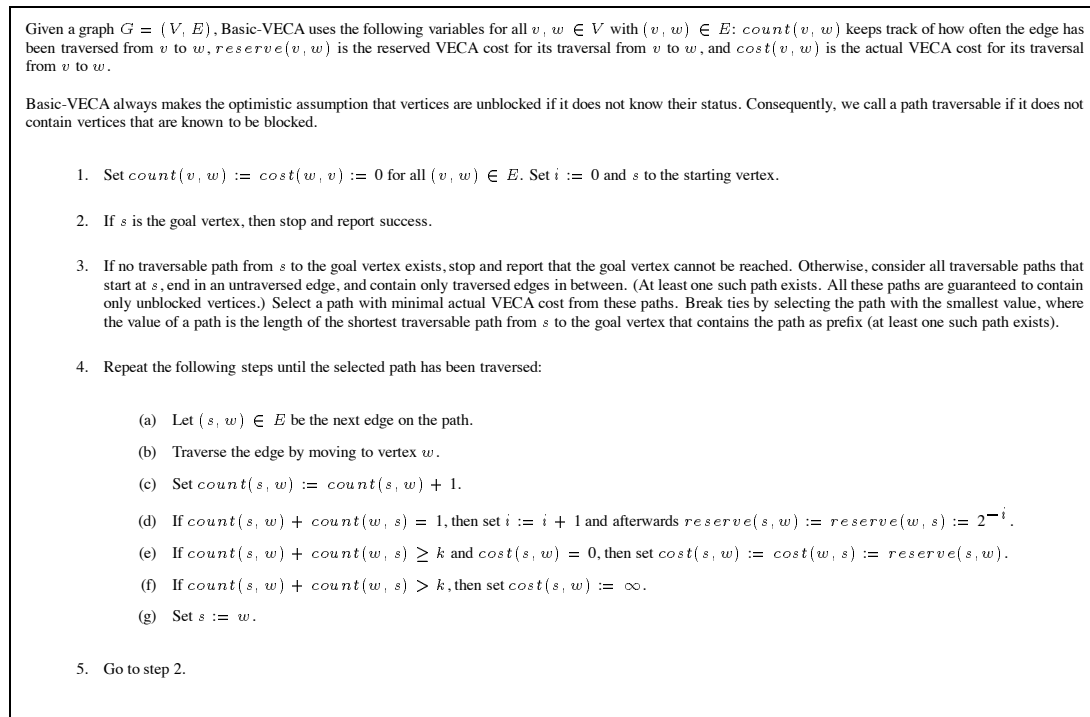 Given a graph G = (V, E), Basic-VECA uses the following variables for all v, w ∈ V with (v, w) ∈ E: count(v, w) keeps track of how often the edge has
been traversed from v to w, reserve(v, w) is the reserved VECA cost for its traversal from v to w, and cost(v, w) is the actual VECA cost for its traversal
from v to w.
Basic-VECA always makes the optimistic assumption that vertices are unblocked if it does not know their status. Consequently, we call a path traversable if it does not
contain vertices that are known to be blocked.
1. Set count(v, w) := cost(w, v) := 0 for all (v, w) ∈ E. Set i := 0 and s to the starting vertex.
2. If s is the goal vertex, then stop and report success.
3. If no traversable path from s to the goal vertex exists, stop and report that the goal vertex cannot be reached. Otherwise, consider all traversable paths that
start at s, end in an untraversed edge, and contain only traversed edges in between. (At least one such path exists. All these paths are guaranteed to contain
only unblocked vertices.) Select a path with minimal actual VECA cost from these paths. Break ties by selecting the path with the smallest value, where
the value of a path is the length of the shortest traversable path from s to the goal vertex that contains the path as prefix (at least one such path exists).
4. Repeat the following steps until the selected path has been traversed:
(a) Let (s, w) ∈ E be the next edge on the path.
(b) Traverse the edge by moving to vertex w.
(c) Set count(s, w) := count(s, w) + 1.
(d) If count(s, w) + count(w, s) = 1, then set i := i + 1 and afterwards reserve(s, w) := reserve(w, s) := 2⁻ⁱ.
(e) If count(s, w) + count(w, s) ≥ k and cost(s, w) = 0, then set cost(s, w) := cost(w, s) := reserve(s, w).
(f) If count(s, w) + count(w, s) > k, then set cost(s, w) := ∞.
(g) Set s := w.
5. Go to step 2.